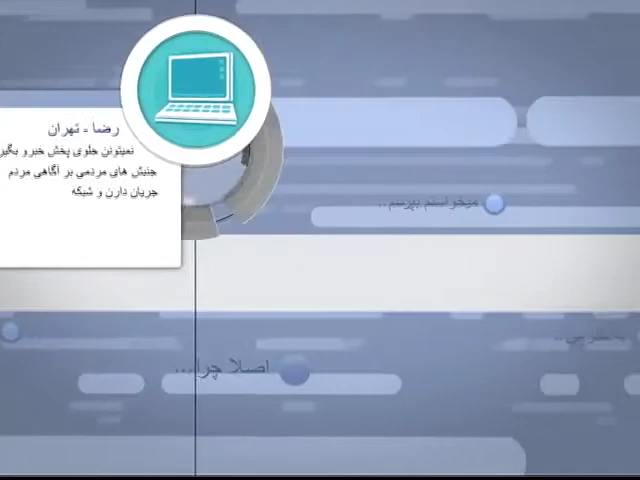 رضا - تهران
نمیتونن جلوی پخش خبرو بگیر
جنبش های مردمی بر آگاهی مردم
جریان دارن و شبکه
میخواستم بپرسم..
اصلا چرا...